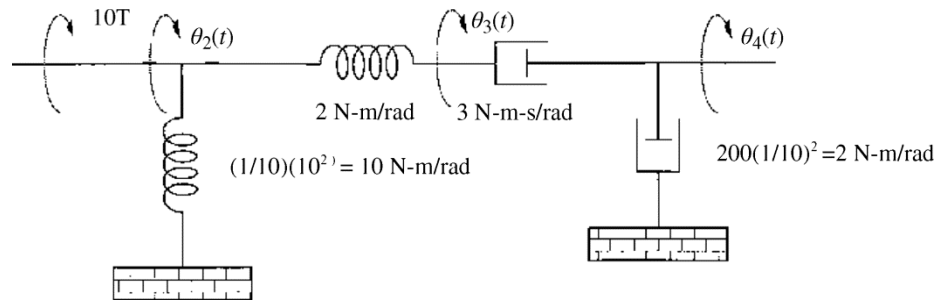 10T
θ2(t)
θ3(t)
θ4(t)
2 N-m/rad
3 N-m-s/rad
(1/10)(10²⁾ = 10 N-m/rad
200(1/10)² =2 N-m/rad